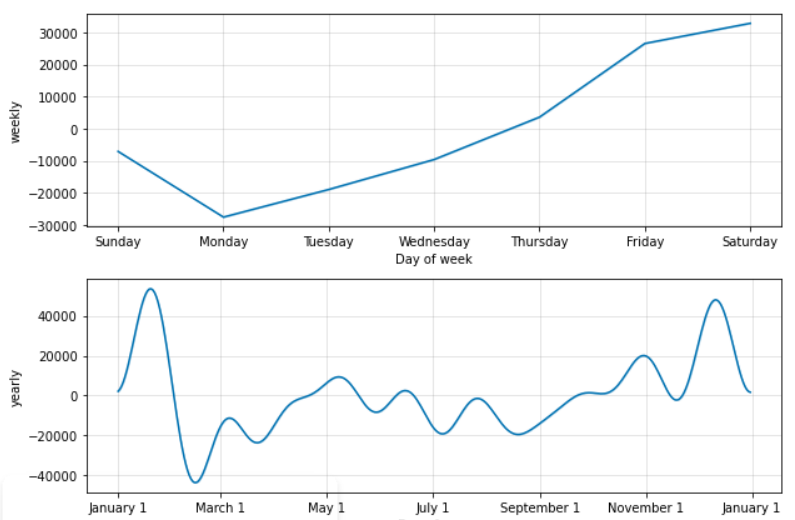 30000
20000
10000
0
−10000
−20000
−30000
weekly
Sunday Monday Tuesday Wednesday Thursday Friday Saturday
Day of week
40000
20000
0
−20000
−40000
yearly
January 1 March 1 May 1 July 1 September 1 November 1 January 1